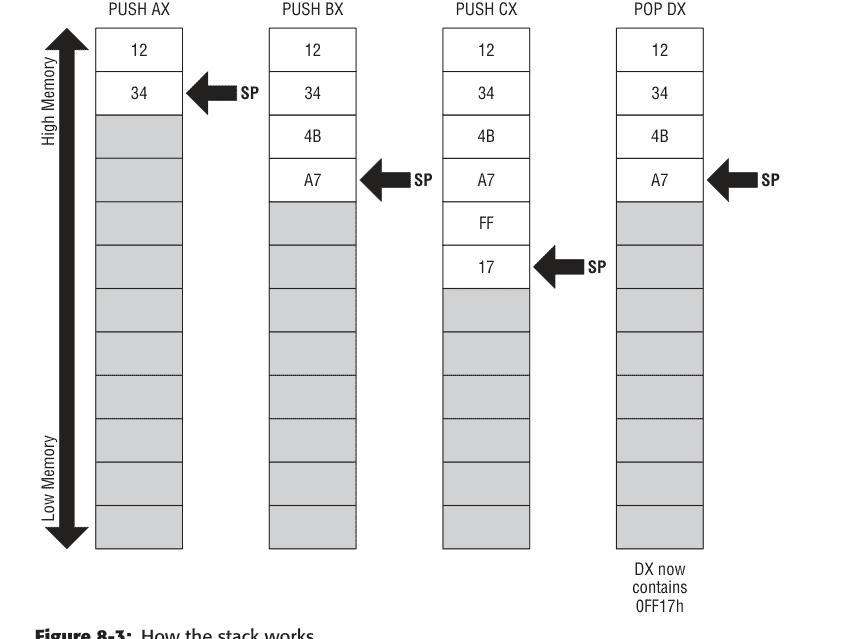 PUSH AX PUSH BX PUSH CX POP DX
High Memory
12 12 12 12
34 SP 34 34 34
4B 4B 4B
A7 SP A7 A7 SP
FF
17 SP
Low Memory
DX now
contains
0FF17h
Figure 8-3: How the stack works